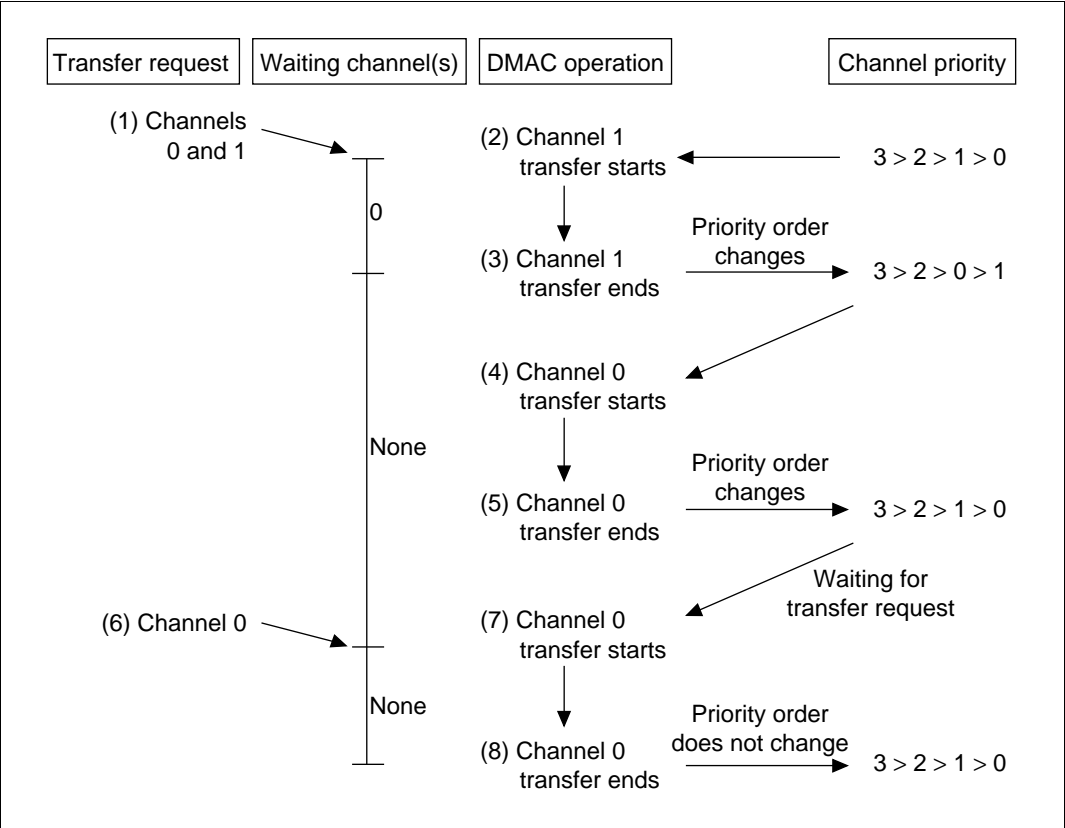 Transfer request
Waiting channel(s)
DMAC operation
Channel priority
(1) Channels
0 and 1
(2) Channel 1
transfer starts
3 > 2 > 1 > 0
0
(3) Channel 1
transfer ends
Priority order
changes
3 > 2 > 0 > 1
(4) Channel 0
transfer starts
None
(5) Channel 0
transfer ends
Priority order
changes
3 > 2 > 1 > 0
Waiting for
transfer request
(6) Channel 0
(7) Channel 0
transfer starts
None
(8) Channel 0
transfer ends
Priority order
does not change
3 > 2 > 1 > 0